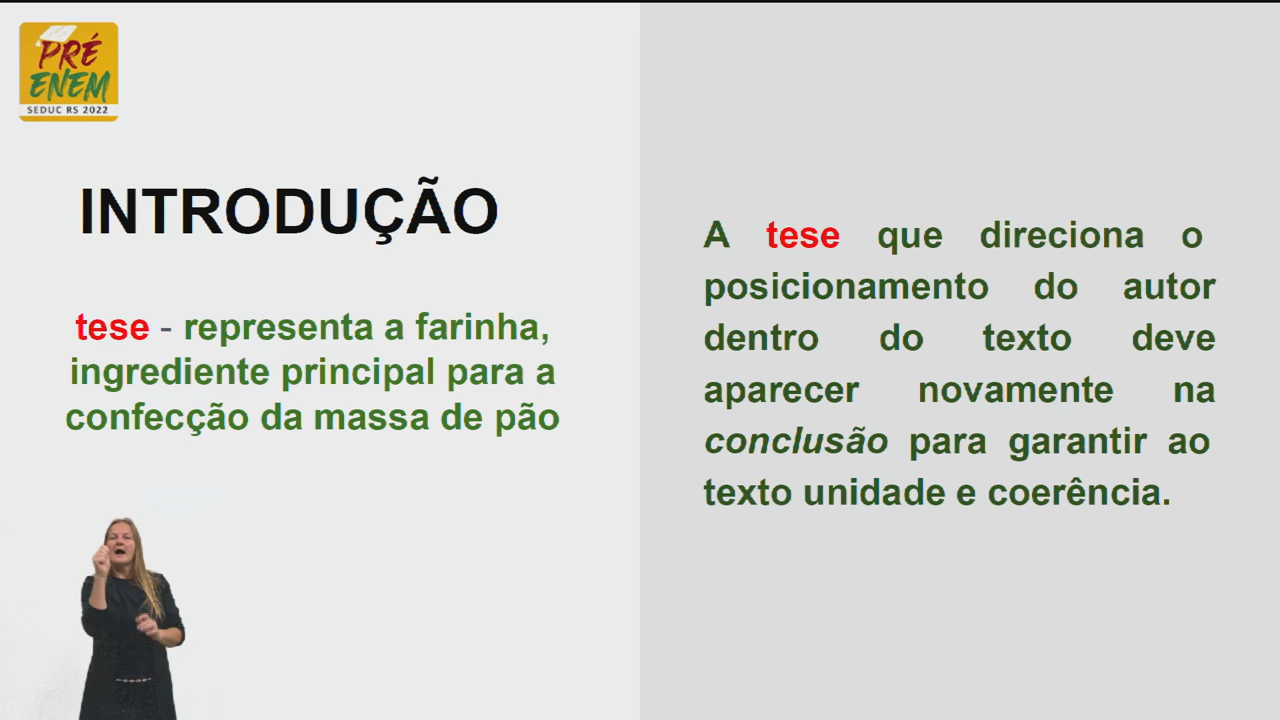 PRÉ
ENEM
SEDUC RS 2022
INTRODUÇÃO
tese - representa a farinha,
ingrediente principal para a
confecção da massa de pão
A tese que direciona o
posicionamento do autor
dentro do texto deve
aparecer novamente na
conclusão para garantir ao
texto unidade e coerência.